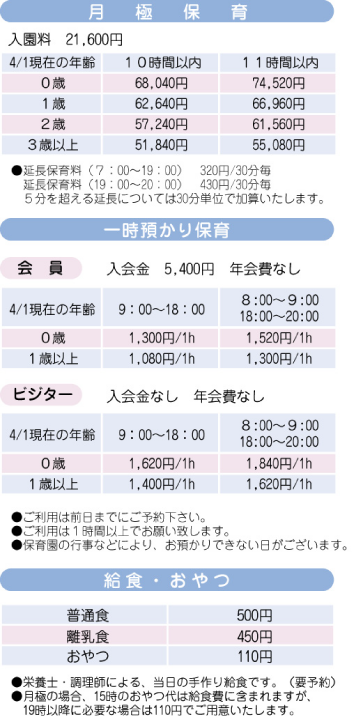 月極保育
入園料　21,600円
4/1現在の年齢　１０時間以内　１１時間以内
０歳　68,040円　74,520円
１歳　62,640円　66,960円
２歳　57,240円　61,560円
３歳以上　51,840円　55,080円
●延長保育料（７：00〜19：00）　320円/30分毎
延長保育料（19：00〜20：00）　430円/30分毎
５分を超える延長については30分単位で加算いたします。
一時預かり保育
会員　入会金　5,400円　年会費なし
4/1現在の年齢　９：00〜18：00　８:00〜９:00
18:00〜20:00
０歳　1,300円/1h　1,520円/1h
１歳以上　1,080円/1h　1,300円/1h
ビジター　入会金なし　年会費なし
4/1現在の年齢　９：00〜18：00　８:00〜９:00
18:00〜20:00
０歳　1,620円/1h　1,840円/1h
１歳以上　1,400円/1h　1,620円/1h
●ご利用は前日までにご予約下さい。
●ご利用は１時間以上でお願い致します。
●保育園の行事などにより、お預かりできない日がございます。
給食・おやつ
普通食　500円
離乳食　450円
おやつ　110円
●栄養士・調理師による、当日の手作り給食です。（要予約）
●月極の場合、15時のおやつ代は給食費に含まれますが、
19時以降に必要な場合は110円でご用意いたします。